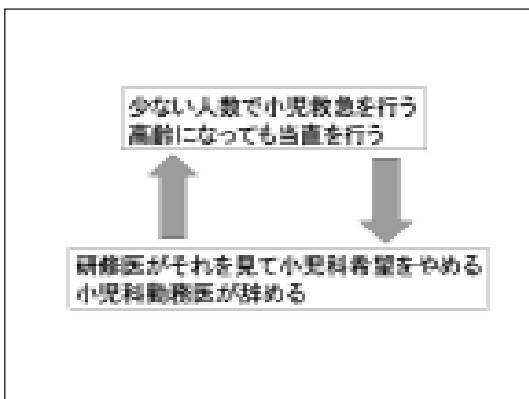 少ない人数で小児救急を行う
高齢になっても当直を行う
研修医がそれを見て小児科希望をやめる
小児科勤務医が辞める